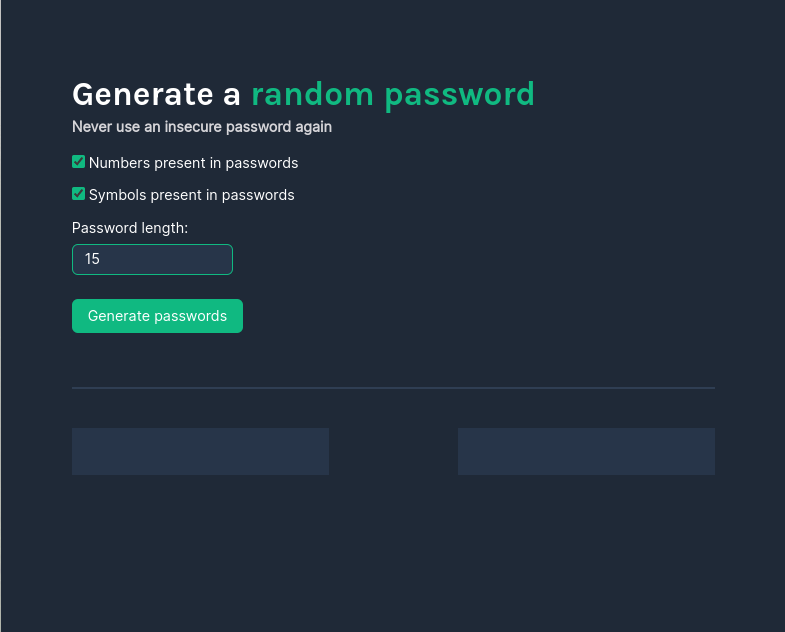 Generate a random password
Never use an insecure password again
Numbers present in passwords
Symbols present in passwords
Password length:
15
Generate passwords